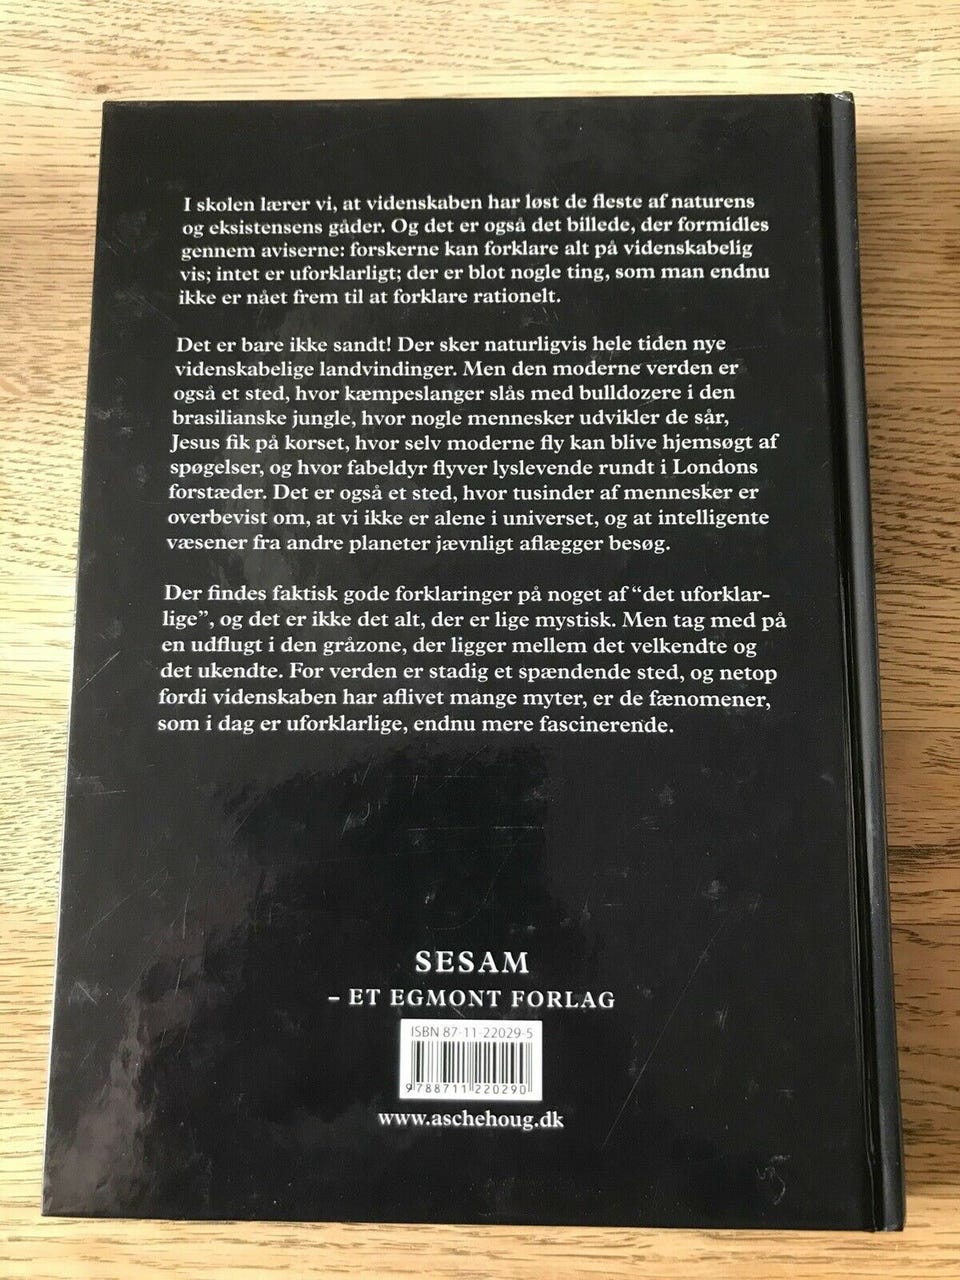 I skolen lærer vi, at videnskaben har løst de fleste af naturens
og eksistensens gåder. Og det er også det billede, der formidles
gennem aviserne: forskerne kan forklare alt på videnskabelig
vis; intet er uforklarligt; der er blot nogle ting, som man endnu
ikke er nået frem til at forklare rationelt.
Det er bare ikke sandt! Der sker naturligvis hele tiden nye
videnskabelige landvindinger. Men den moderne verden er
også et sted, hvor kæmpeslanger slås med bulldozere i den
brasilianske jungle, hvor nogle mennesker udvikler de sår,
Jesus fik på korset, hvor selv moderne fly kan blive hjemsøgt af
spøgelser, og hvor fabeldyr flyver lyslevende rundt i Londons
forstæder. Det er også et sted, hvor tusinder af mennesker er
overbevist om, at vi ikke er alene i universet, og at intelligente
væsener fra andre planeter jævnligt aflægger besøg.
Der findes faktisk gode forklaringer på noget af “det uforklar-
lige”, og det er ikke det alt, der er lige mystisk. Men tag med på
en udflugt i den gråzone, der ligger mellem det velkendte og
det ukendte. For verden er stadig et spændende sted, og netop
fordi videnskaben har aflivet mange myter, er de fænomener,
som i dag er uforklarlige, endnu mere fascinerende.
SESAM
– ET EGMONT FORLAG
ISBN 87-11-22029-5
9788711220290
www.aschehoug.dk